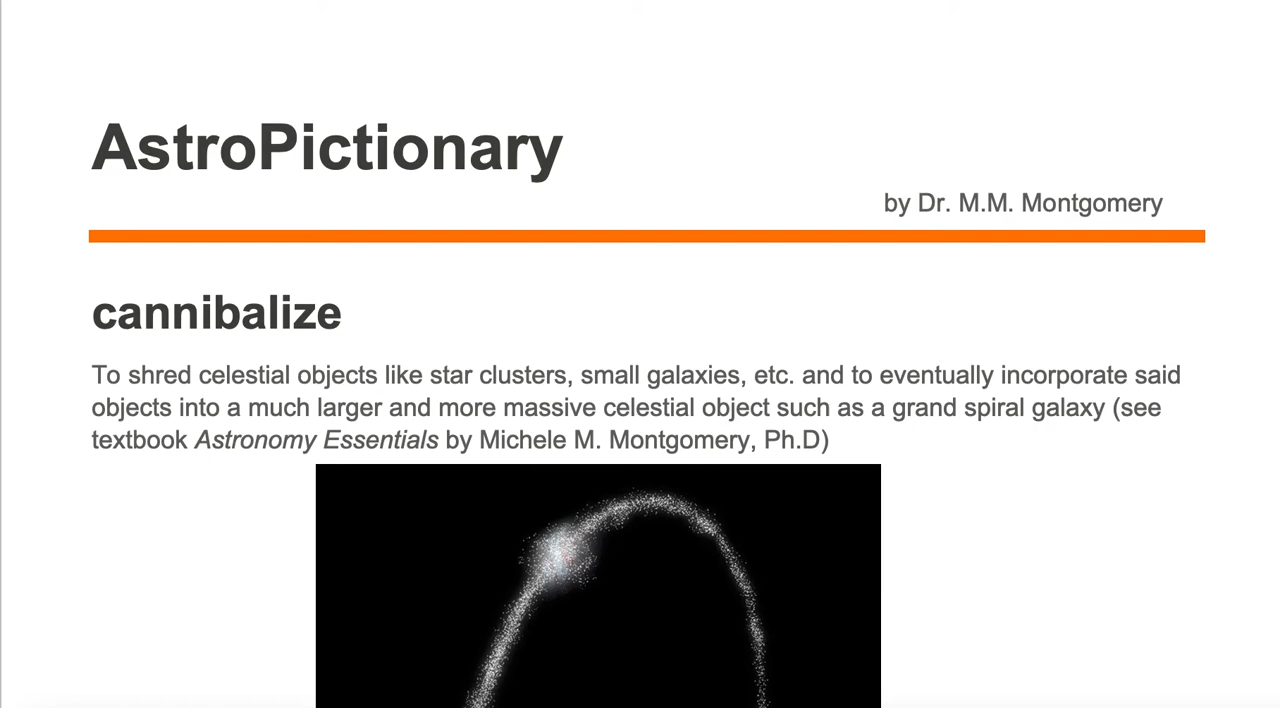 AstroPictionary
by Dr. M.M. Montgomery
cannibalize
To shred celestial objects like star clusters, small galaxies, etc. and to eventually incorporate said
objects into a much larger and more massive celestial object such as a grand spiral galaxy (see
textbook Astronomy Essentials by Michele M. Montgomery, Ph.D)